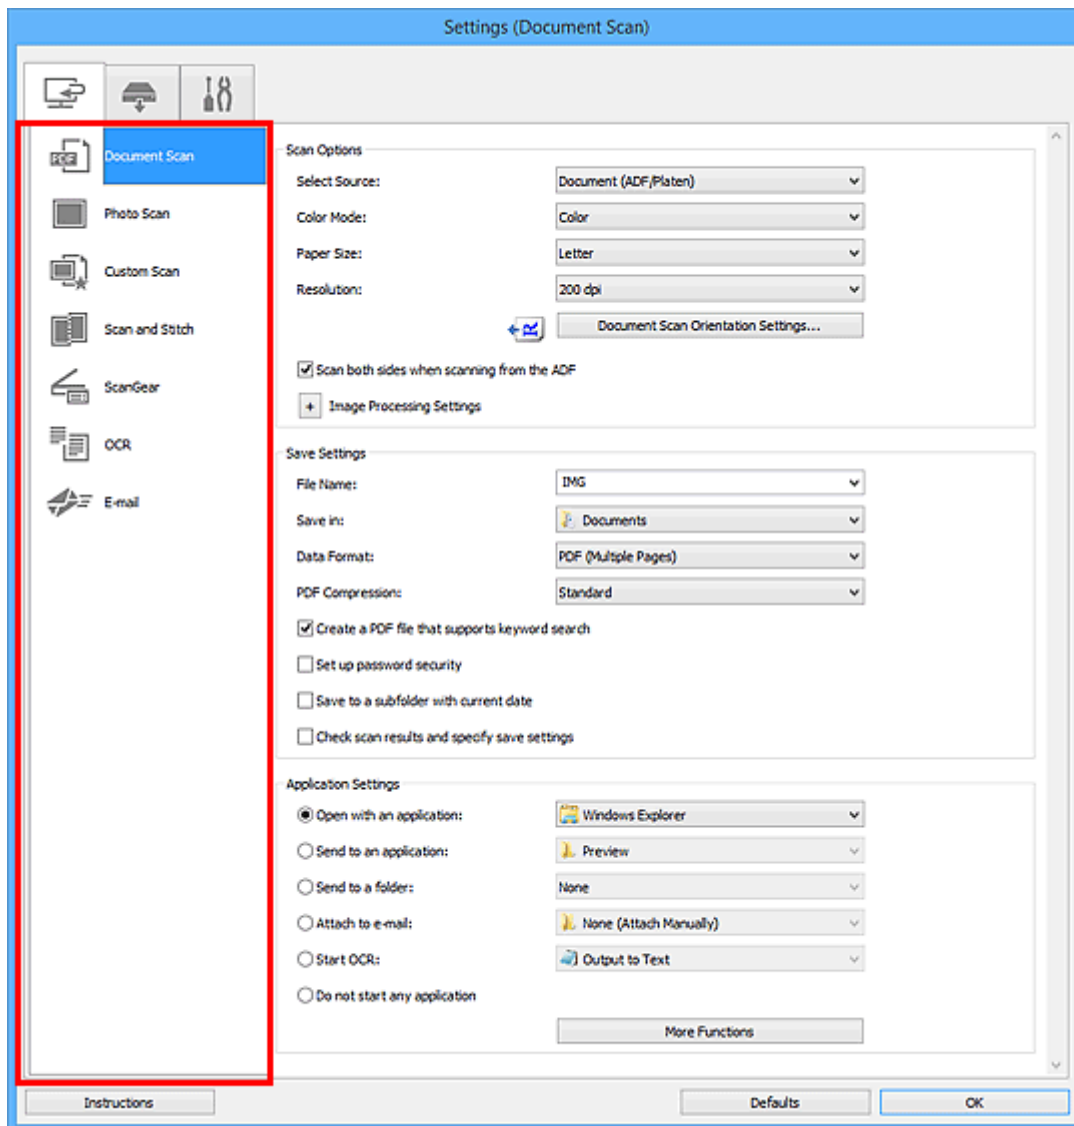 Settings (Document Scan)
PDF
Document Scan
Photo Scan
Custom Scan
Scan and Stitch
ScanGear
OCR
E-mail
Scan Options
Select Source: Document (ADF/Platen)
Color Mode: Color
Paper Size: Letter
Resolution: 200 dpi
R Document Scan Orientation Settings...
Scan both sides when scanning from the ADF
+ Image Processing Settings
Save Settings
File Name: IMG
Save in: Documents
Data Format: PDF (Multiple Pages)
PDF Compression: Standard
Create a PDF file that supports keyword search
Set up password security
Save to a subfolder with current date
Check scan results and specify save settings
Application Settings
Open with an application: Windows Explorer
Send to an application: Preview
Send to a folder: None
Attach to e-mail: None (Attach Manually)
Start OCR: Output to Text
Do not start any application
More Functions
Instructions Defaults OK